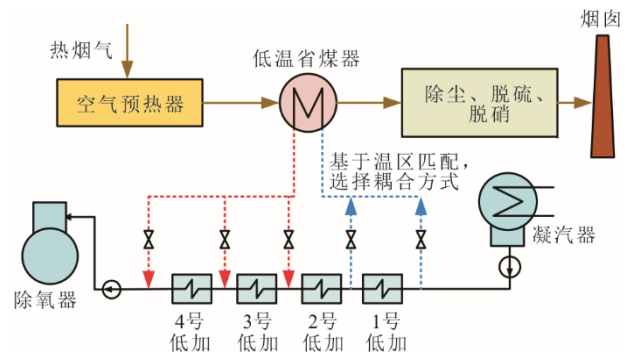 烟囱
热烟气
低温省煤器
空气预热器
除尘、脱硫、
脱硝
基于温区匹配，
选择耦合方式
凝汽器
除氧器
4号
低加
3号
低加
2号
低加
1号
低加